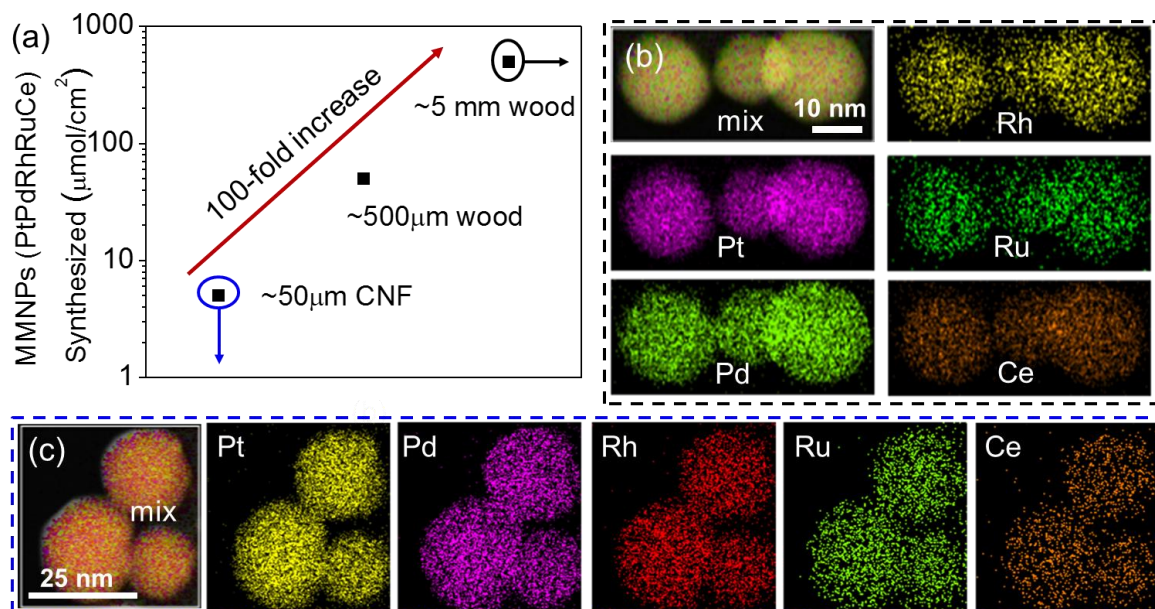 (a)
MMNPs (PtPdRhRuCe)
Synthesized (μmol/cm²)
1000
100
10
1
100-fold increase
~5 mm wood
~500μm wood
~50μm CNF
(b)
mix
10 nm
Rh
Pt
Ru
Pd
Ce
(c)
mix
25 nm
Pt
Pd
Rh
Ru
Ce